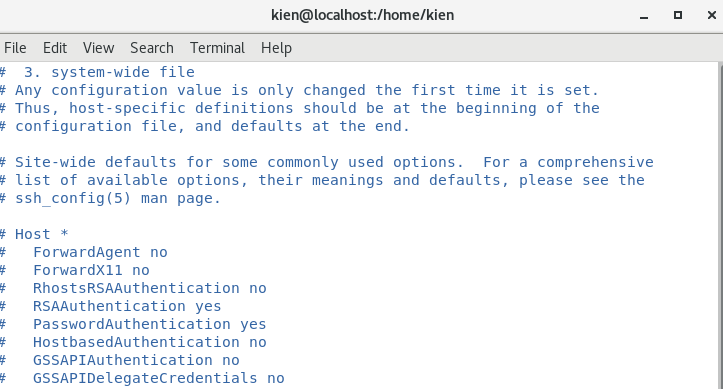 kien@localhost:/home/kien
File Edit View Search Terminal Help
#  3. system-wide file
# Any configuration value is only changed the first time it is set.
# Thus, host-specific definitions should be at the beginning of the
# configuration file, and defaults at the end.
# Site-wide defaults for some commonly used options.  For a comprehensive
# list of available options, their meanings and defaults, please see the
# ssh_config(5) man page.
# Host *
#   ForwardAgent no
#   ForwardX11 no
#   RhostsRSAAuthentication no
#   RSAAuthentication yes
#   PasswordAuthentication yes
#   HostbasedAuthentication no
#   GSSAPIAuthentication no
#   GSSAPIDelegateCredentials no